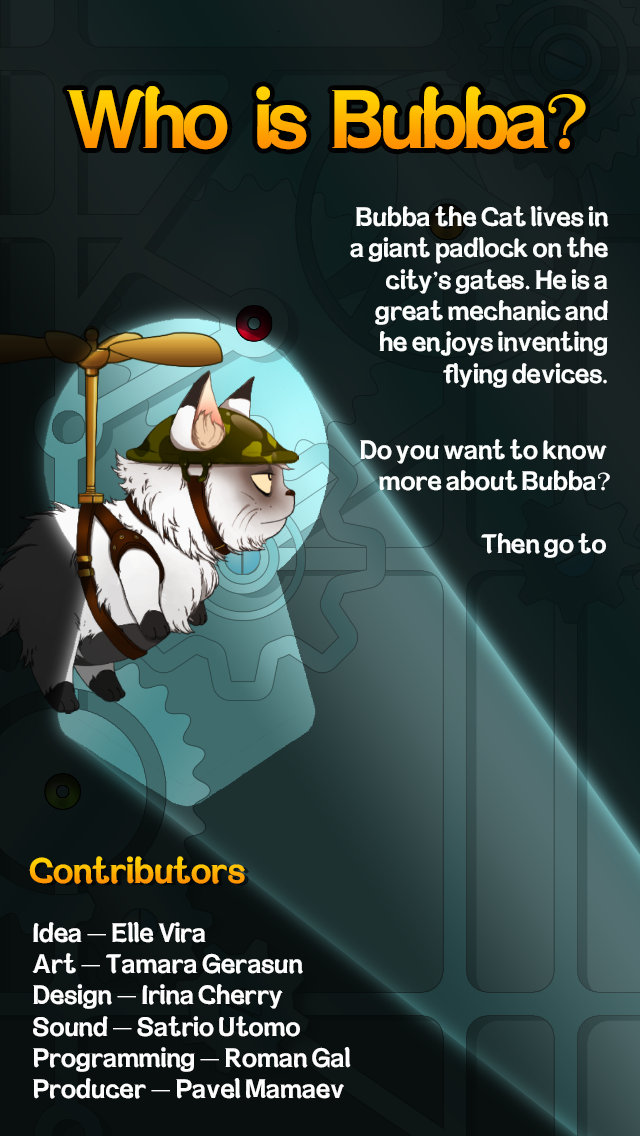 Who is Bubba?
Bubba the Cat lives in
a giant padlock on the
city's gates. He is a
great mechanic and
he enjoys inventing
flying devices.
Do you want to know
more about Bubba?
Then go to
Contributors
Idea — Elle Vira
Art — Tamara Gerasun
Design — Irina Cherry
Sound — Satrio Utomo
Programming — Roman Gal
Producer — Pavel Mamaev